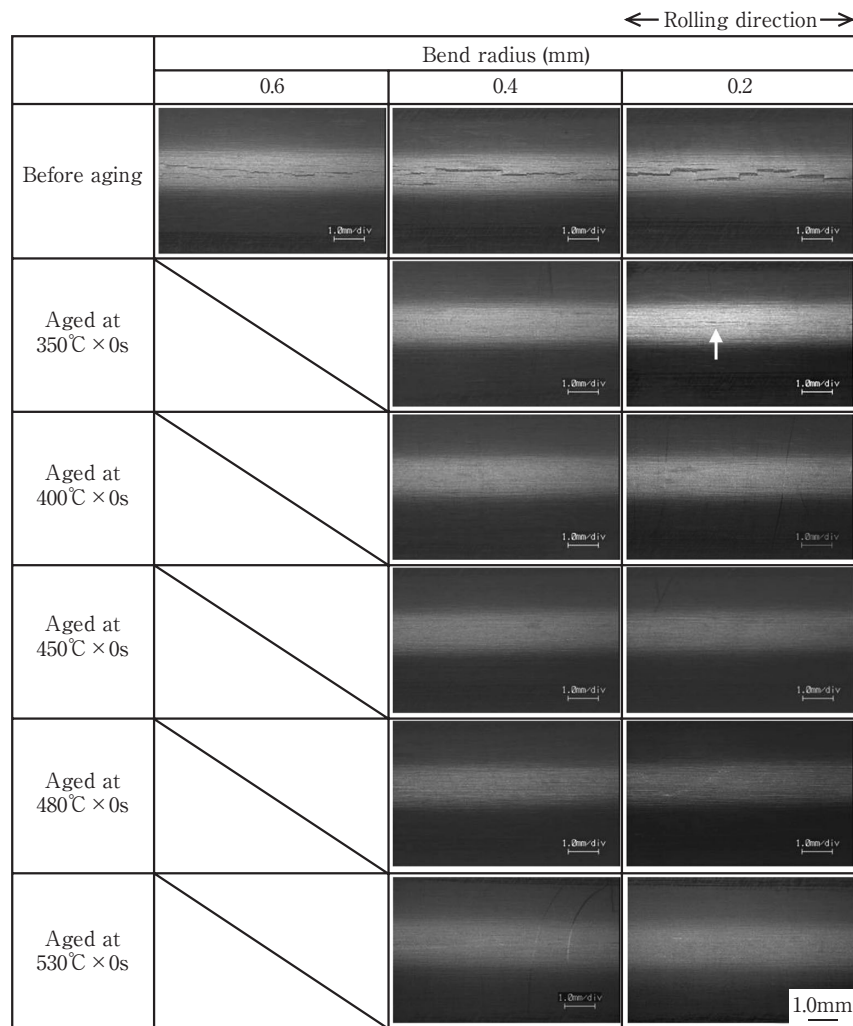 ← Rolling direction →
Bend radius (mm)
0.6 0.4 0.2
Before aging
1.0mm/div 1.0mm/div 1.0mm/div
Aged at
350℃ × 0s
1.0mm/div 1.0mm/div
Aged at
400℃ × 0s
1.0mm/div 1.0mm/div
Aged at
450℃ × 0s
1.0mm/div 1.0mm/div
Aged at
480℃ × 0s
1.0mm/div 1.0mm/div
Aged at
530℃ × 0s
1.0mm/div 1.0mm